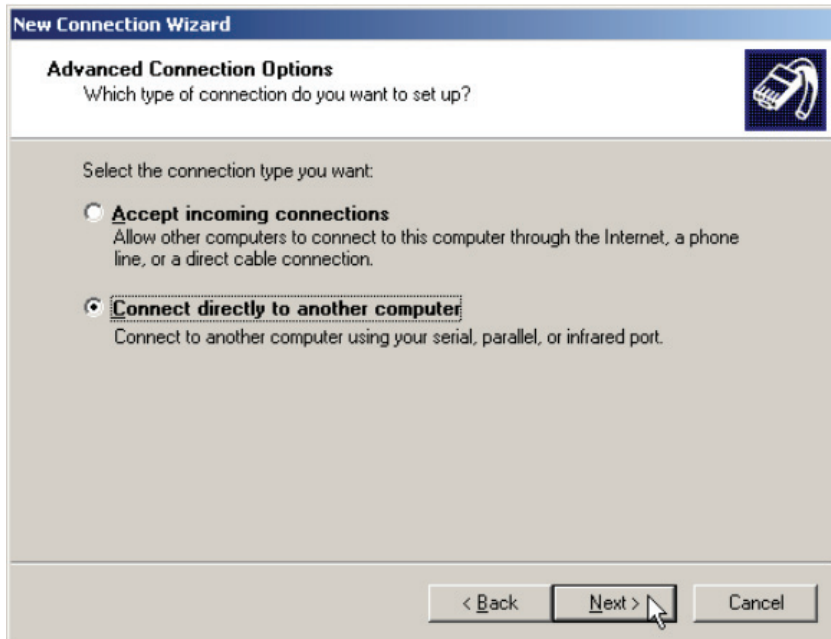 New Connection Wizard
Advanced Connection Options
Which type of connection do you want to set up?
Select the connection type you want:
Accept incoming connections
Allow other computers to connect to this computer through the Internet, a phone
line, or a direct cable connection.
Connect directly to another computer
Connect to another computer using your serial, parallel, or infrared port.
< Back Next > Cancel